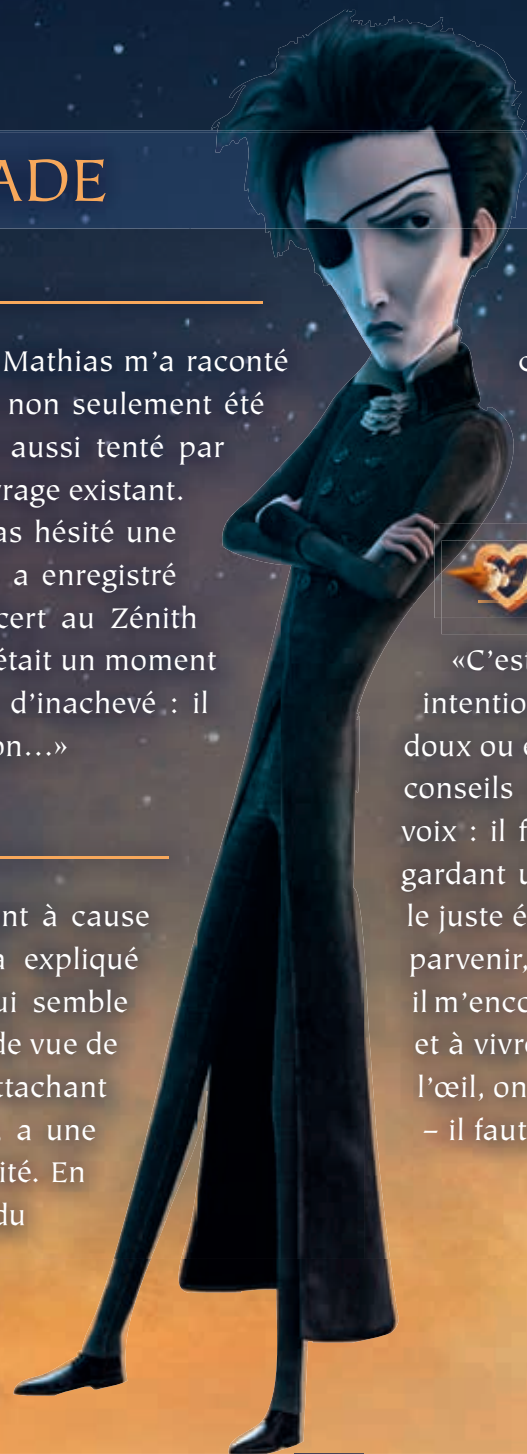 ADE
Mathias m’a raconté
non seulement été
aussi tenté par
vrage existant.
as hésité une
a enregistré
cert au Zénith
était un moment
d’inachevé : il
on…»
nt à cause
a expliqué
ui semble
de vue de
ttachant
a une
ité. En
du
«C’est
intentio
doux ou
conseils
voix : il f
gardant u
le juste é
parvenir,
il m’enco
et à vivre
l’œil, on
– il faut